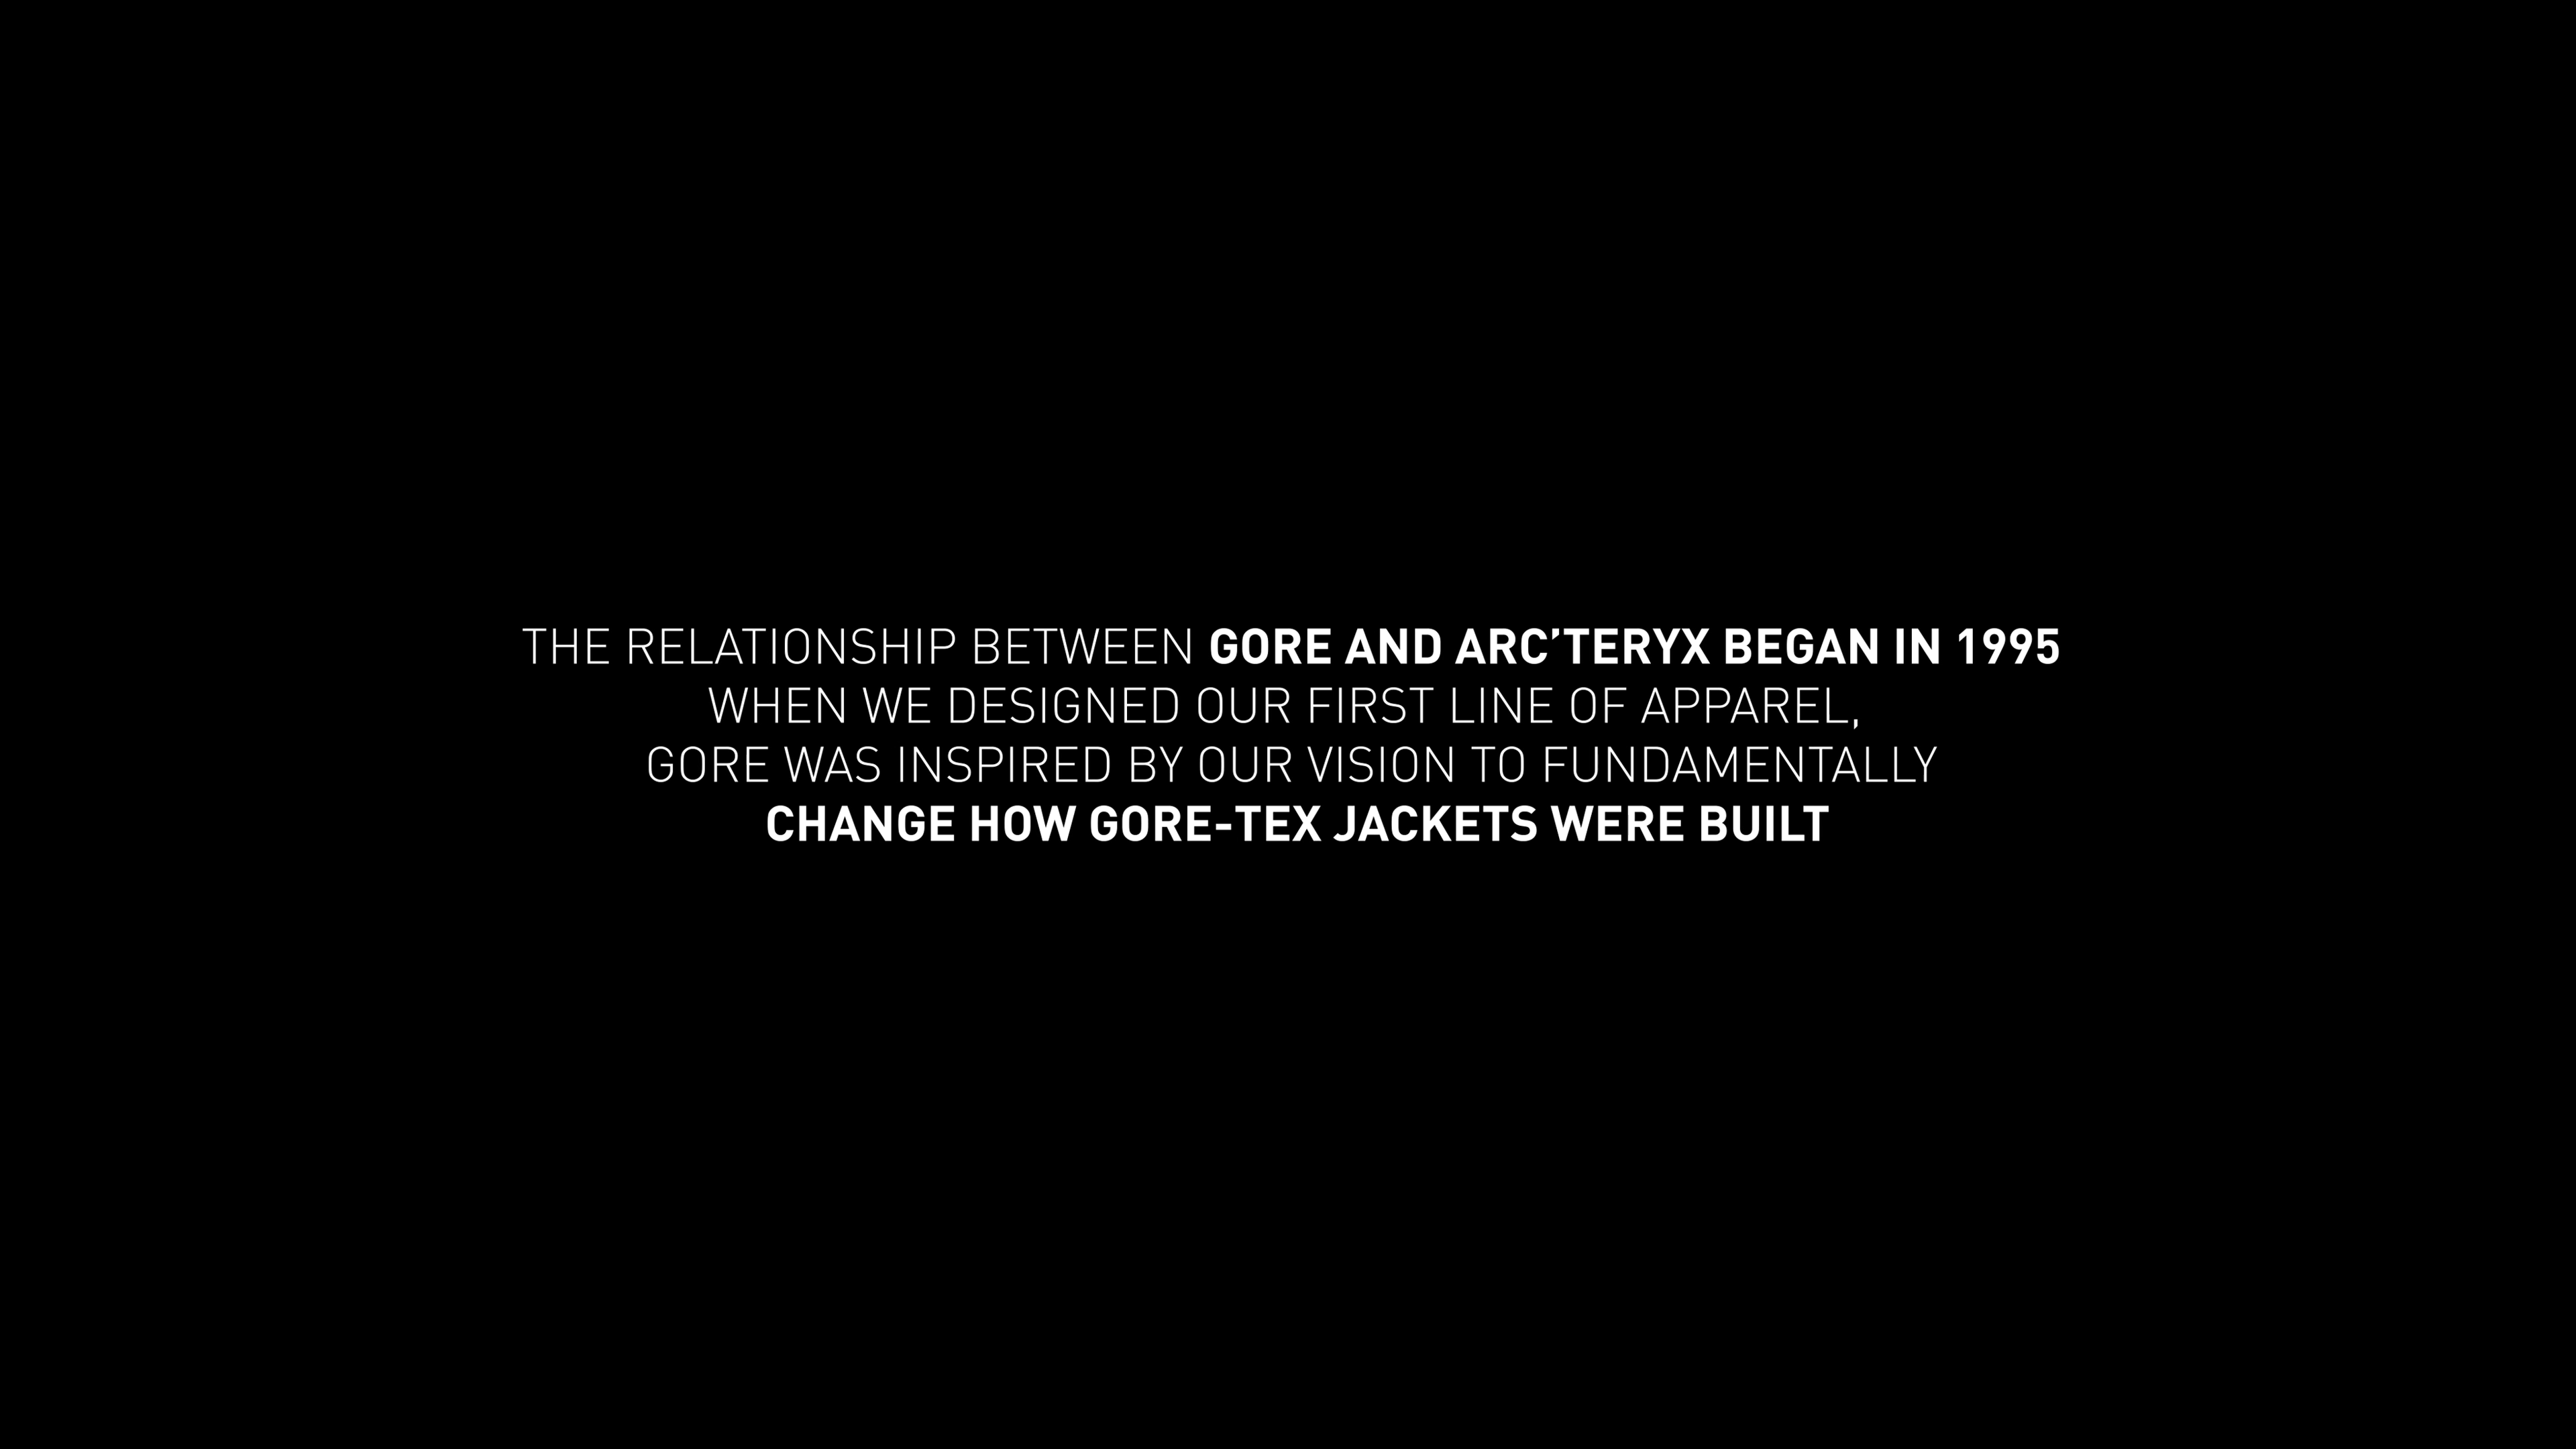 THE RELATIONSHIP BETWEEN GORE AND ARC’TERYX BEGAN IN 1995
WHEN WE DESIGNED OUR FIRST LINE OF APPAREL,
GORE WAS INSPIRED BY OUR VISION TO FUNDAMENTALLY
CHANGE HOW GORE-TEX JACKETS WERE BUILT